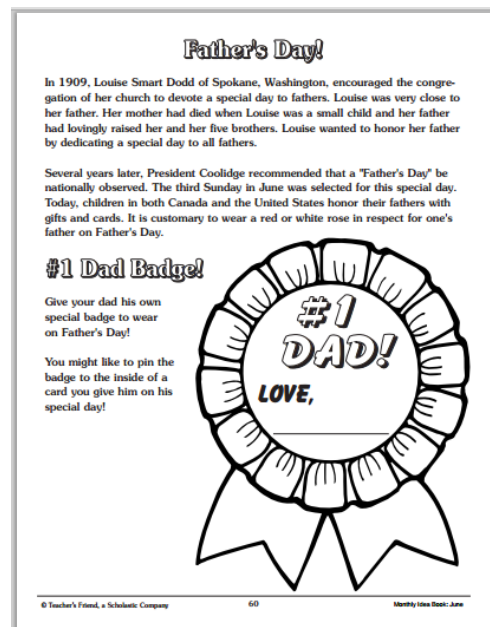 Father's Day!
In 1909, Louise Smart Dodd of Spokane, Washington, encouraged the congre-
gation of her church to devote a special day to fathers. Louise was very close to
her father. Her mother had died when Louise was a small child and her father
had lovingly raised her and her five brothers. Louise wanted to honor her father
by dedicating a special day to all fathers.
Several years later, President Coolidge recommended that a "Father's Day" be
nationally observed. The third Sunday in June was selected for this special day.
Today, children in both Canada and the United States honor their fathers with
gifts and cards. It is customary to wear a red or white rose in respect for one's
father on Father's Day.
#1 Dad Badge!
Give your dad his own
special badge to wear
on Father's Day!
You might like to pin the
badge to the inside of a
card you give him on his
special day!
#1
DAD!
LOVE,
© Teacher's Friend, a Scholastic Company
60
Monthly Idea Book: June